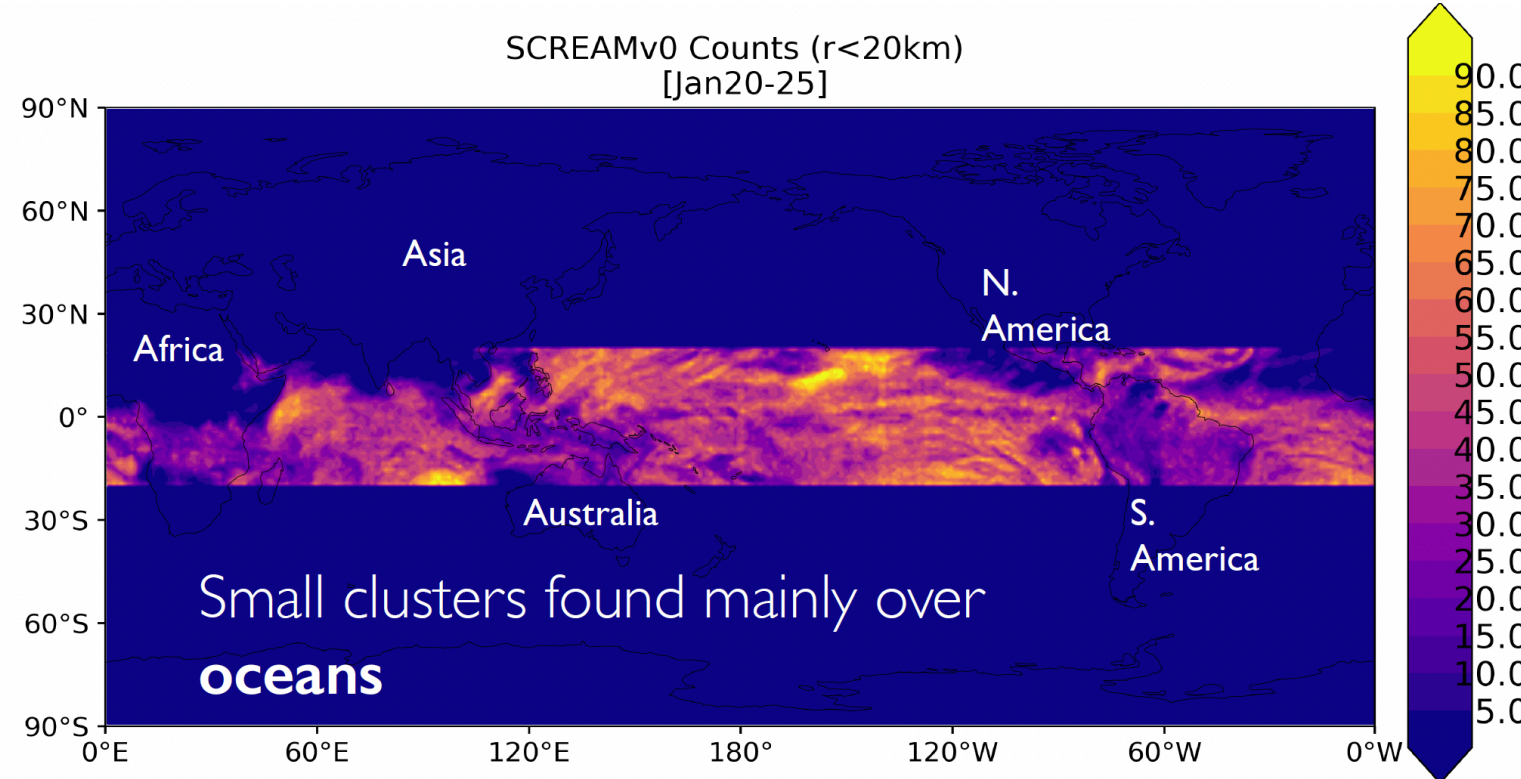 SCREAMv0 Counts (r<20km)
[Jan20-25]
90°N
60°N
30°N
0°
30°S
60°S
90°S
0°E
60°E
120°E
180°
120°W
60°W
0°W
Asia
N.
America
Africa
Australia
S.
America
Small clusters found mainly over
oceans
90.0
85.0
80.0
75.0
70.0
65.0
60.0
55.0
50.0
45.0
40.0
35.0
30.0
25.0
20.0
15.0
10.0
5.0